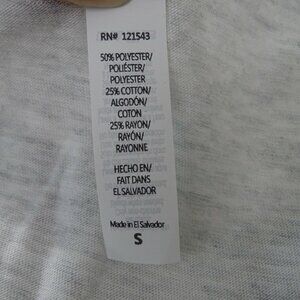 RN# 121543
50% POLYESTER/
POLIÉSTER/
POLYESTER
25% COTTON/
ALGODÓN/
COTON
25% RAYON/
RAYÓN/
RAYONNE
HECHO EN/
FAIT DANS
EL SALVADOR
Made in El Salvador
S